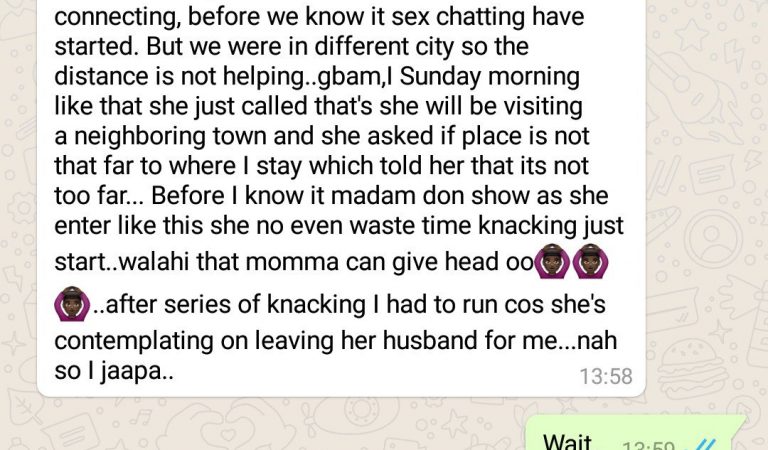 connecting, before we know it sex chatting have
started. But we were in different city so the
distance is not helping..gbam,I Sunday morning
like that she just called that's she will be visiting
a neighboring town and she asked if place is not
that far to where I stay which told her that its not
too far... Before I know it madam don show as she
enter like this she no even waste time knacking just
start..walahi that momma can give head oo🙆🏿🙆🏿
🙆🏿..after series of knacking I had to run cos she's
contemplating on leaving her husband for me...nah
so I jaapa..
13:58
Wait
13:59